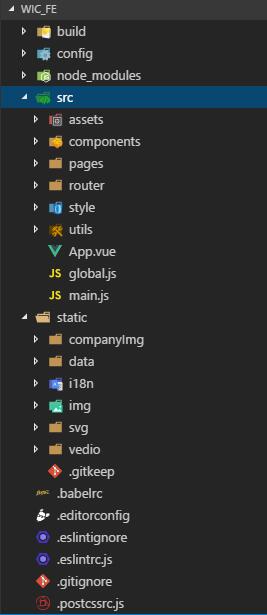 WIC_FE
build
config
node_modules
src
assets
components
pages
router
style
utils
App.vue
JS global.js
JS main.js
static
companyImg
data
i18n
img
svg
vedio
.gitkeep
.babelrc
.editorconfig
.eslintignore
.eslintrc.js
.gitignore
.postcssrc.js